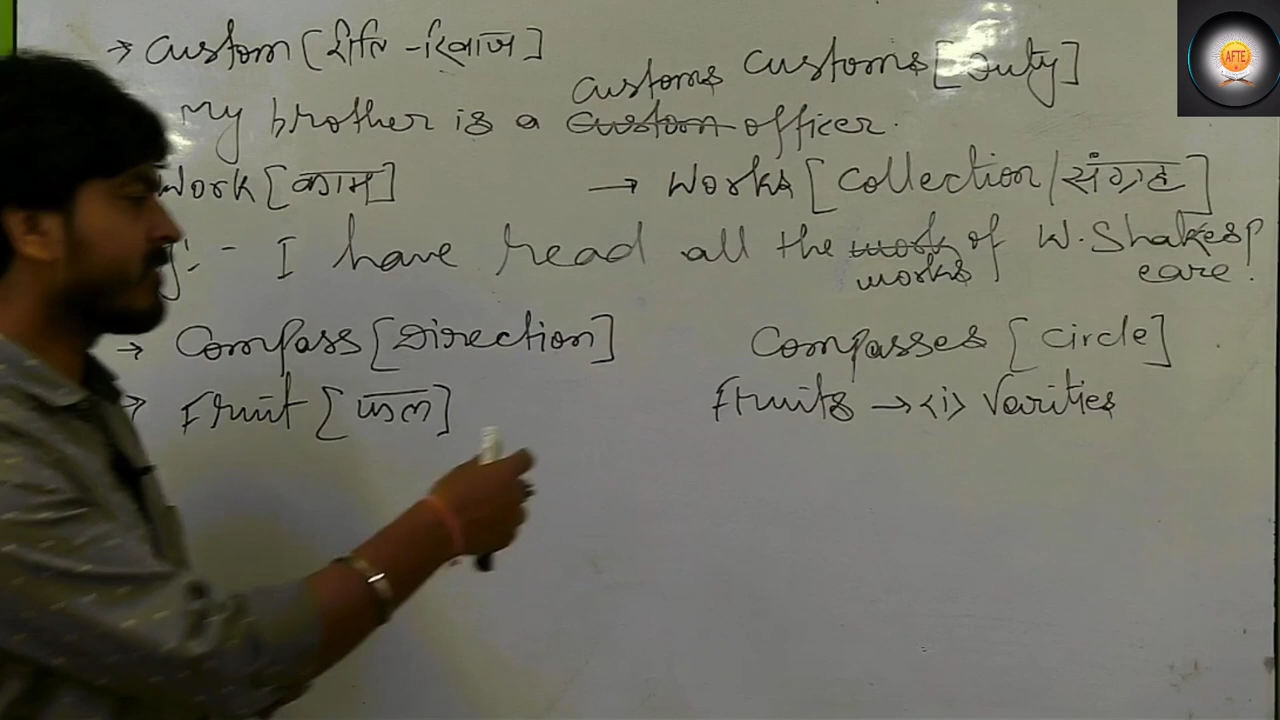 → Custom [रीति-रिवाज] Customs [Duty]
customs
My brother is a custom officer.
Work [काम] → Works [Collection/संग्रह]
:- I have read all the work of W. Shakesp
works eare.
→ Compass [Direction] Compasses [Circle]
→ Fruit [फल] Fruits → <i> Varities
AFTE